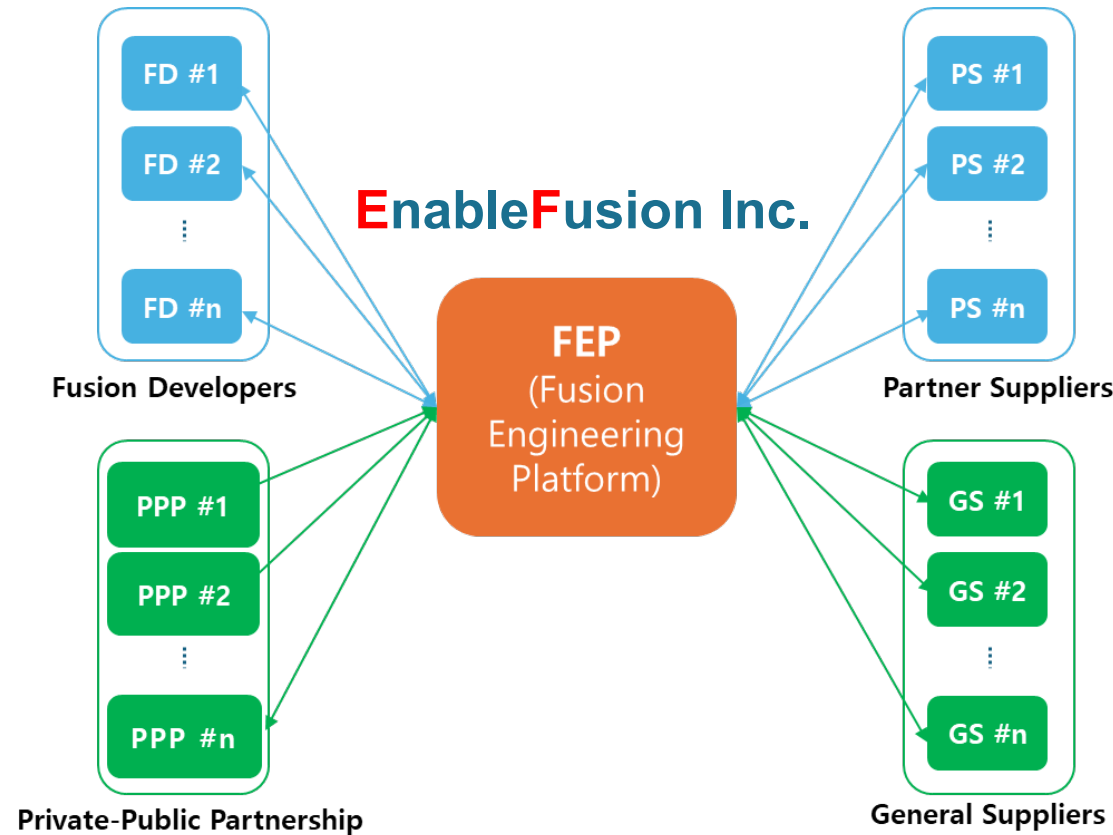 FD #1
FD #2
FD #n
Fusion Developers
EnableFusion Inc.
FEP
(Fusion
Engineering
Platform)
PS #1
PS #2
PS #n
Partner Suppliers
PPP #1
PPP #2
PPP #n
Private-Public Partnership
GS #1
GS #2
GS #n
General Suppliers